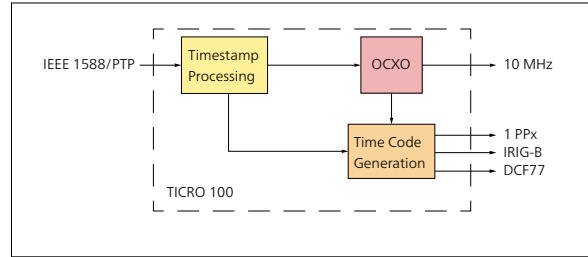 IEEE 1588/PTP
Timestamp
Processing
OCXO
10 MHz
Time Code
Generation
1 PPx
IRIG-B
DCF77
TICRO 100